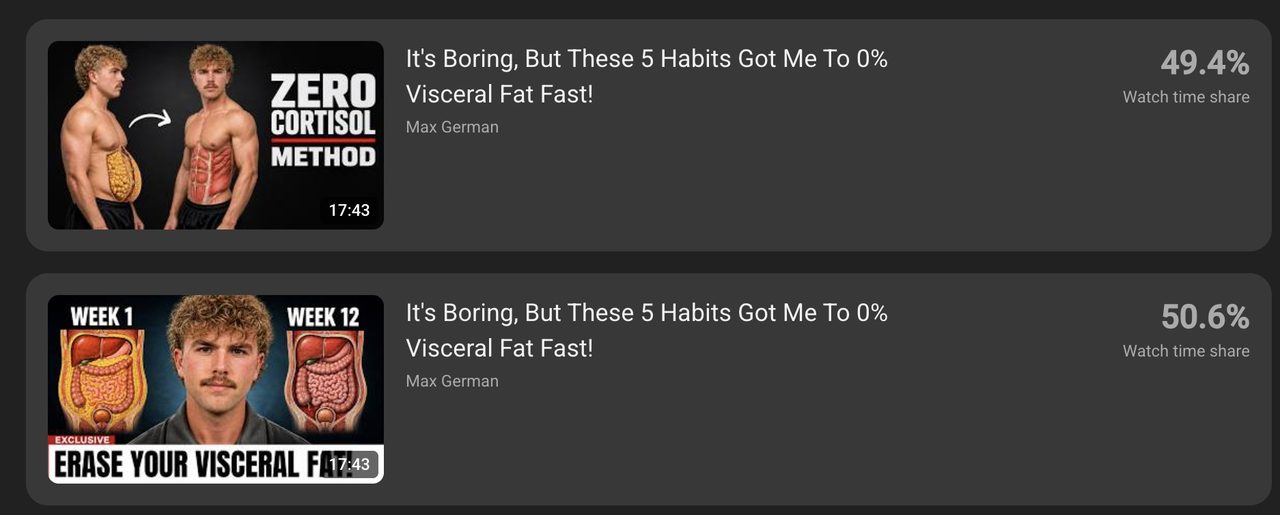 ZERO
CORTISOL
METHOD
17:43
It's Boring, But These 5 Habits Got Me To 0%
Visceral Fat Fast!
Max German
49.4%
Watch time share
WEEK 1
WEEK 12
EXCLUSIVE
ERASE YOUR VISCERAL FAT!
17:43
It's Boring, But These 5 Habits Got Me To 0%
Visceral Fat Fast!
Max German
50.6%
Watch time share